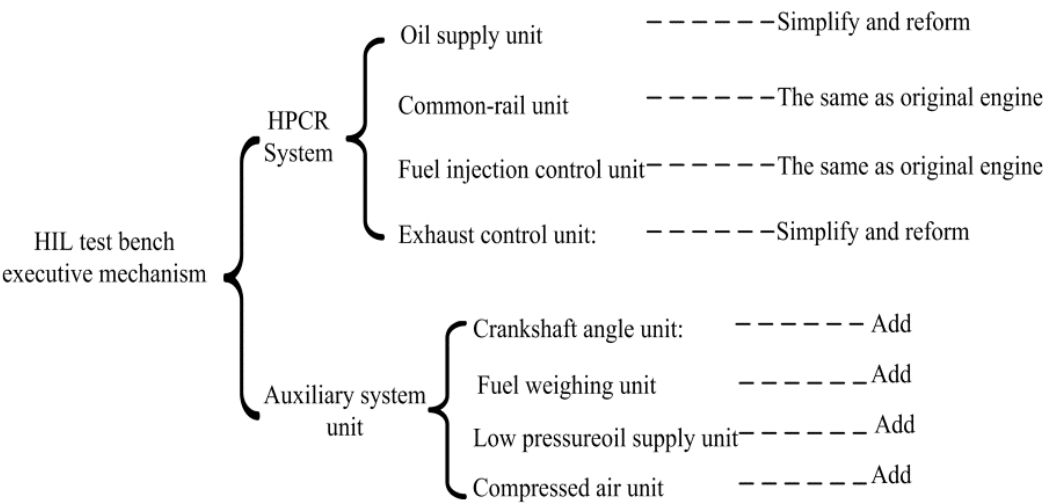 Oil supply unit Simplify and reform
Common-rail unit The same as original engine
HPCR
System
Fuel injection control unit The same as original engine
Exhaust control unit: Simplify and reform
HIL test bench
executive mechanism
Crankshaft angle unit: Add
Fuel weighing unit Add
Auxiliary system
unit
Low pressureoil supply unit Add
Compressed air unit Add